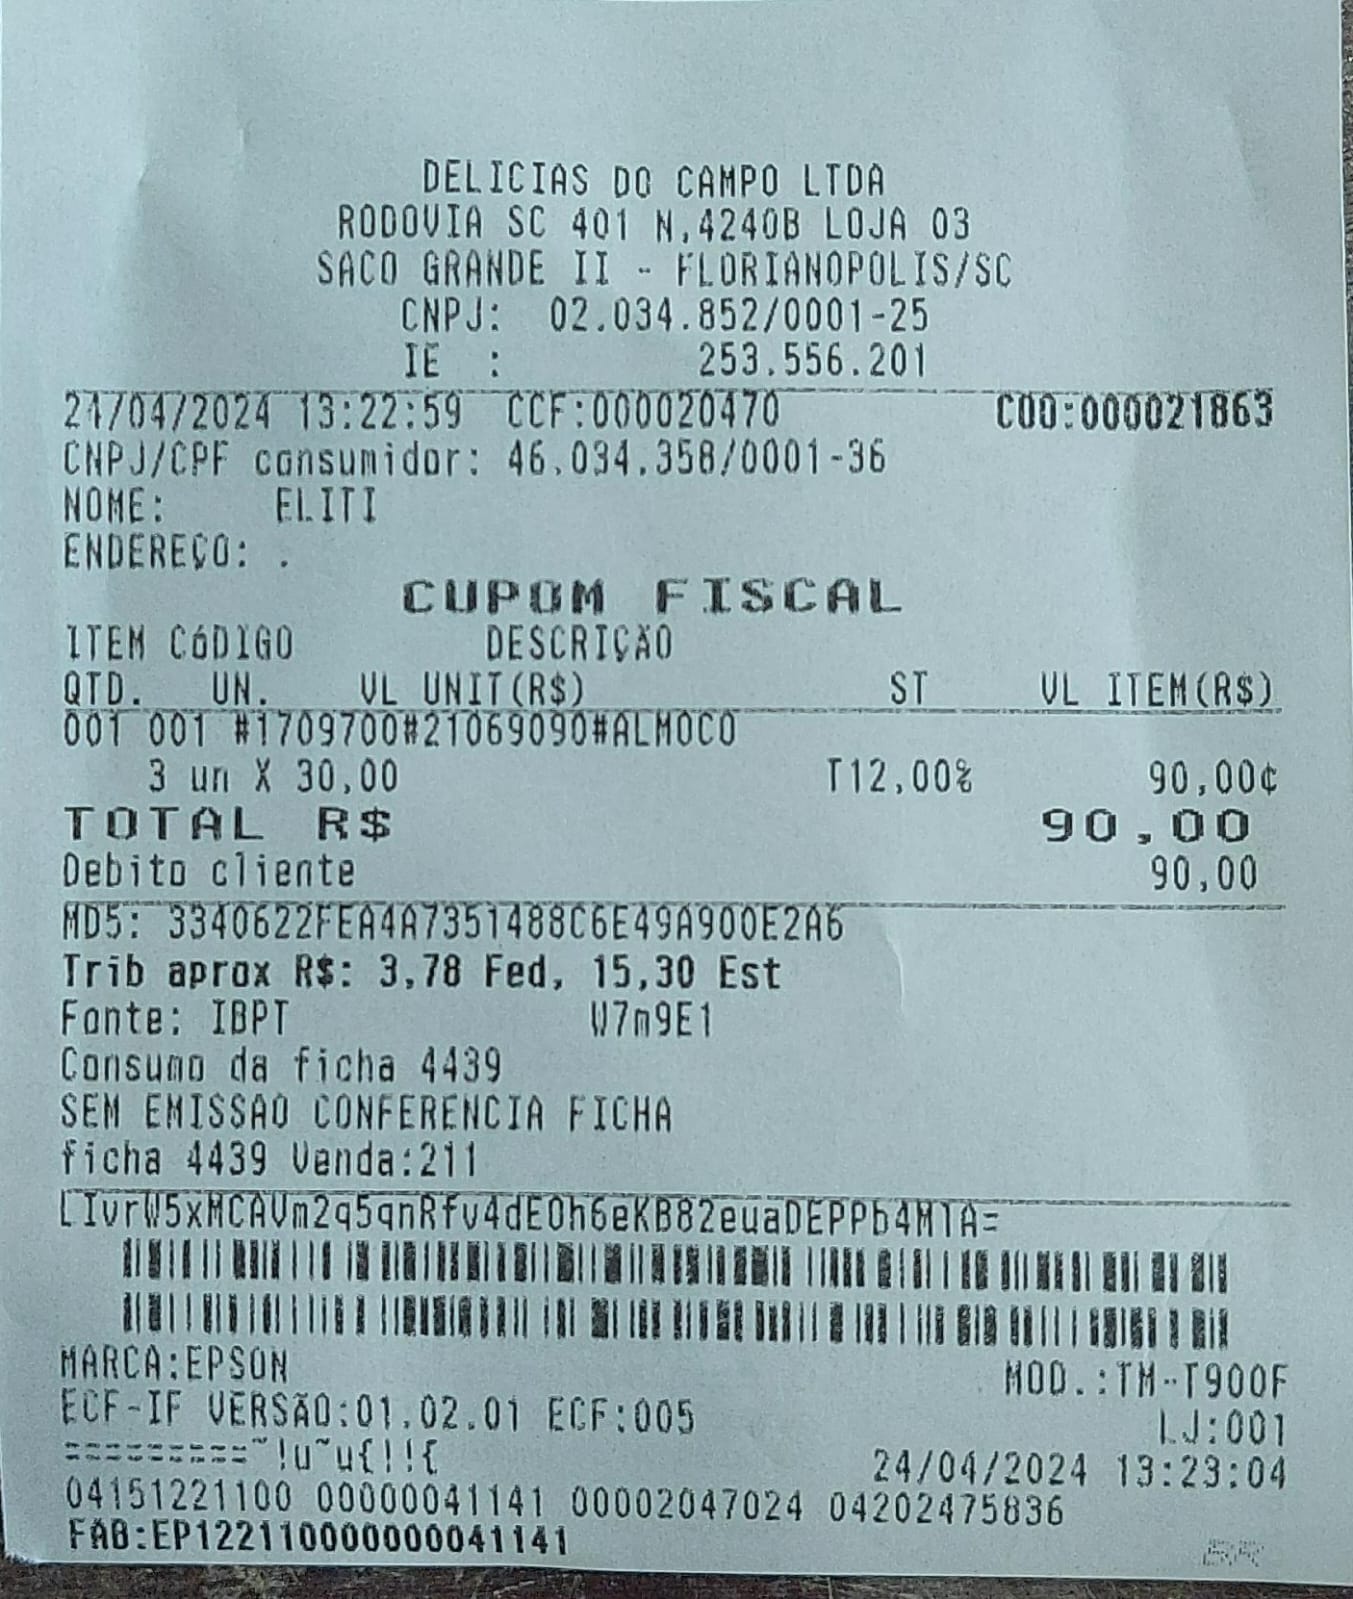 DELICIAS DO CAMPO LTDA
RODOVIA SC 401 N,4240B LOJA 03
SACO GRANDE II - FLORIANOPOLIS/SC
CNPJ: 02.034.852/0001-25
IE : 253.556.201
24/04/2024 13:22:59 CCF:000020470 COO:000021863
CNPJ/CPF consumidor: 46.034.358/0001-36
NOME: ELITI
ENDEREÇO: .
CUPOM FISCAL
ITEM CóDIGO DESCRIÇÃO
QTD. UN. VL UNIT(R$) ST VL ITEM(R$)
001 001 #1709700#21069090#ALMOCO
3 un X 30,00 T12,00% 90,00¢
TOTAL R$ 90,00
Debito cliente 90,00
MD5: 3340622FEA4A7351488C6E49A900E2A6
Trib aprox R$: 3,78 Fed, 15,30 Est
Fonte: IBPT W7m9E1
Consumo da ficha 4439
SEM EMISSAO CONFERENCIA FICHA
ficha 4439 Venda:211
LIvrW5xMCAVm2q5qnRfv4dEOh6eKB82euaDEPPb4M1A=
MARCA:EPSON MOD.:TM-T900F
ECF-IF VERSÃO:01.02.01 ECF:005 LJ:001
=========~!u~u{!!{ 24/04/2024 13:23:04
04151221100 00000041141 00002047024 04202475836
FAB:EP122110000000041141
BR